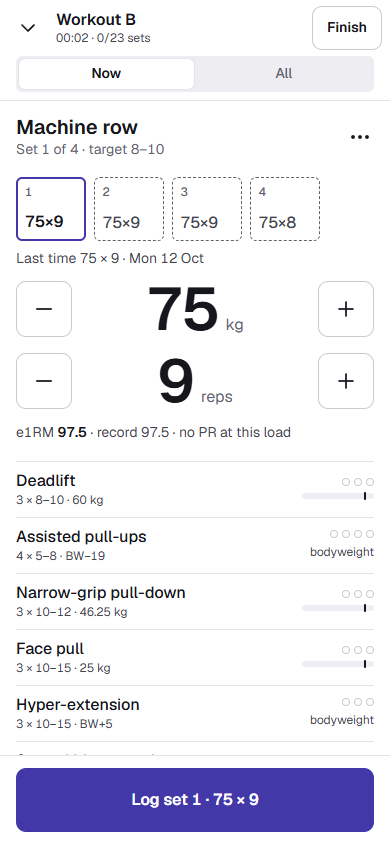 Workout B
00:02 · 0/23 sets
Finish
Now
All
Machine row
Set 1 of 4 · target 8–10
1
75×9
2
75×9
3
75×9
4
75×8
Last time 75 × 9 · Mon 12 Oct
75 kg
9 reps
e1RM 97.5 · record 97.5 · no PR at this load
Deadlift
3 × 8–10 · 60 kg
Assisted pull-ups
4 × 5–8 · BW−19
bodyweight
Narrow-grip pull-down
3 × 10–12 · 46.25 kg
Face pull
3 × 10–15 · 25 kg
Hyper-extension
3 × 10–15 · BW+5
bodyweight
Log set 1 · 75 × 9